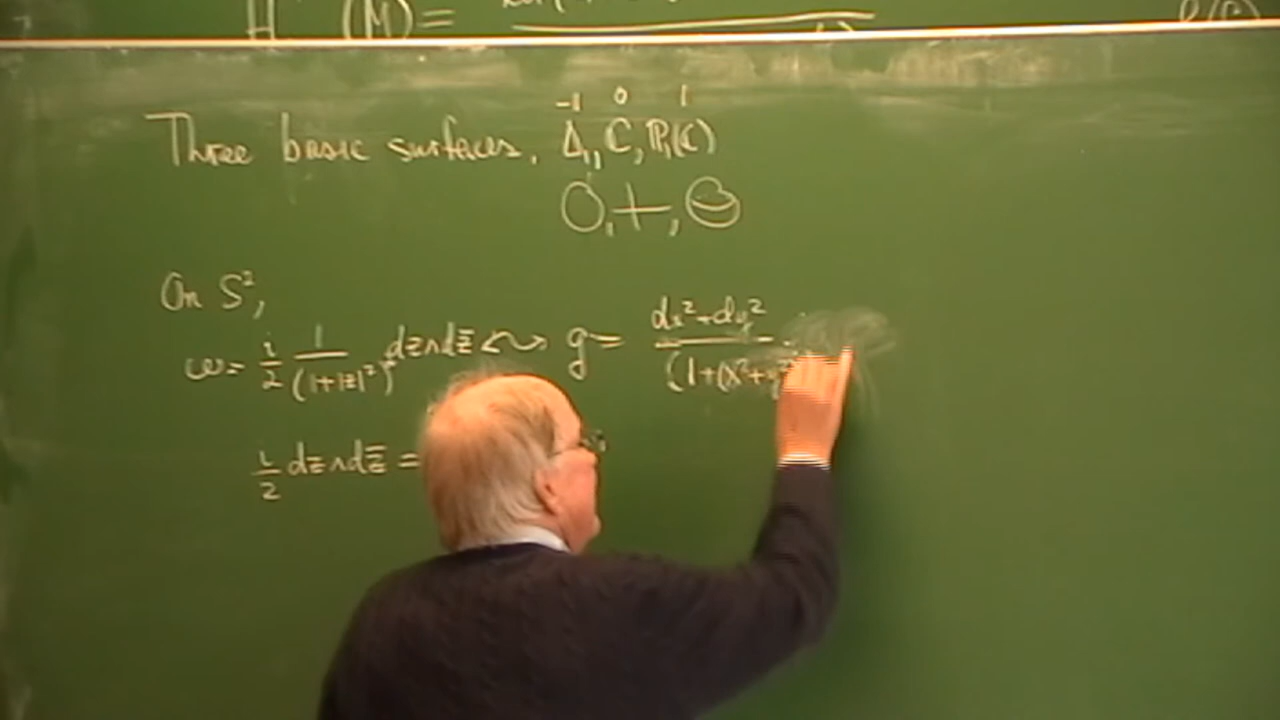 H (M) =
-1 0 1
Three basic surfaces. Δ₁, ℂ, ℙ₁(ℂ)
On S²,
ω = i/2 1/(1+|z|²)² dz∧dz̄ ↭ g = dx²+dy² / (1+(x²+y²)
i/2 dz∧dz̄ =